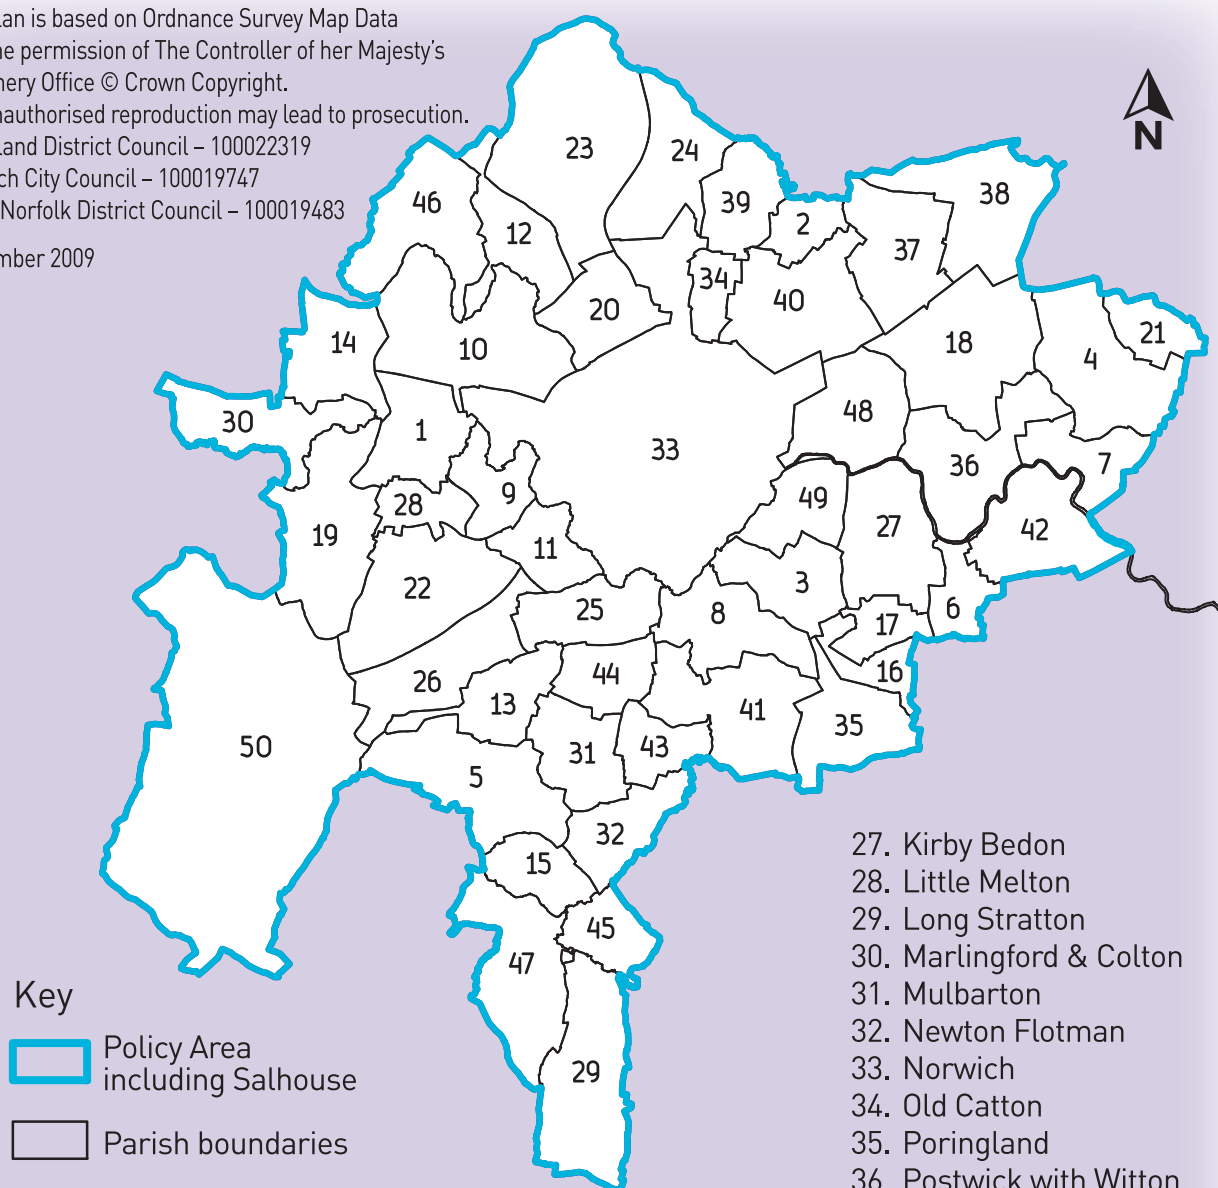 lan is based on Ordnance Survey Map Data
he permission of The Controller of her Majesty's
nery Office © Crown Copyright.
nauthorised reproduction may lead to prosecution.
land District Council – 100022319
ch City Council – 100019747
Norfolk District Council – 100019483
mber 2009
N
23
24
38
46
39
12
2
37
34
20
40
14
10
18
21
4
30
1
48
33
36
7
9
28
49
27
42
19
11
22
3
25
8
6
17
44
16
26
13
41
35
50
31
43
5
32
15
45
47
29
Key
Policy Area
including Salhouse
Parish boundaries
27. Kirby Bedon
28. Little Melton
29. Long Stratton
30. Marlingford & Colton
31. Mulbarton
32. Newton Flotman
33. Norwich
34. Old Catton
35. Poringland
36. Postwick with Witton